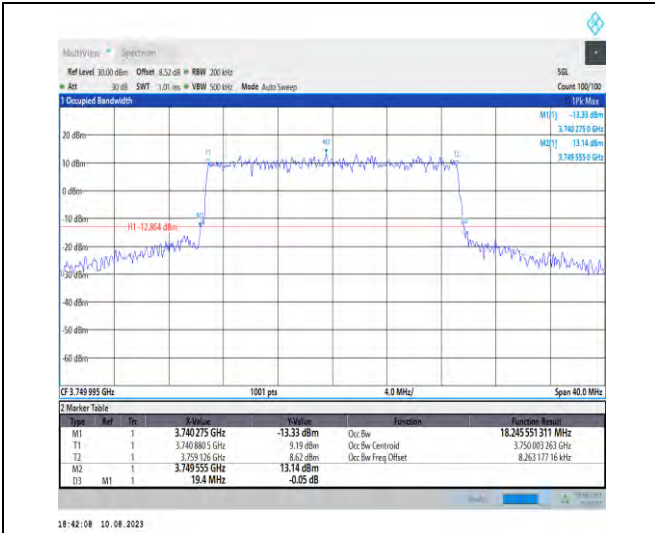 MultiView Spectrum
Ref Level 30.00 dBm Offset 8.52 dB RBW 200 kHz SGL
Att 30 dB SWT 1.01 ms VBW 500 kHz Mode Auto Sweep Count 100/100
1 Occupied Bandwidth 1Pk Max
M1[1] -13.33 dBm
3.740 275 0 GHz
M2[1] 13.14 dBm
3.749 555 0 GHz
20 dBm
M2
T1
T2
10 dBm
0 dBm
-10 dBm
M1
H1 -12.864 dBm
-20 dBm
-30 dBm
-40 dBm
-50 dBm
-60 dBm
CF 3.749 995 GHz 1001 pts 4.0 MHz/ Span 40.0 MHz
2 Marker Table
Type Ref Trc X-Value Y-Value Function Function Result
M1 1 3.740 275 GHz -13.33 dBm Occ Bw 18.245 551 311 MHz
T1 1 3.740 880 5 GHz 9.19 dBm Occ Bw Centroid 3.750 003 263 GHz
T2 1 3.759 126 GHz 8.62 dBm Occ Bw Freq Offset 8.263 177 16 kHz
M2 1 3.749 555 GHz 13.14 dBm
D3 M1 1 19.4 MHz -0.05 dB
18:42:08 10.08.2023